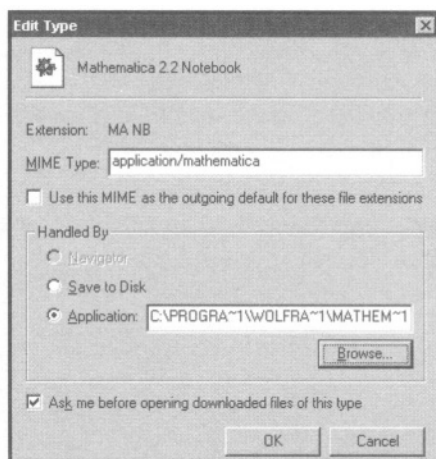 Edit Type
Mathematica 2.2 Notebook
Extension: MA NB
MIME Type: application/mathematica
Use this MIME as the outgoing default for these file extensions
Handled By
Navigator
Save to Disk
Application: C:\PROGRA~1\WOLFRA~1\MATHEM~1
Browse...
Ask me before opening downloaded files of this type
OK Cancel